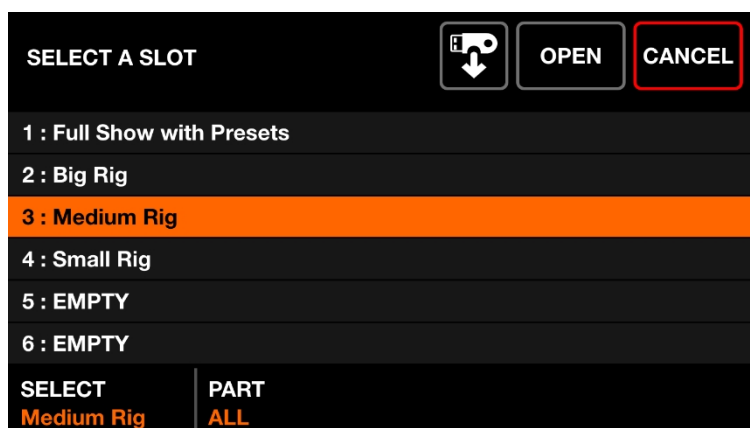 SELECT A SLOT
OPEN
CANCEL
1 : Full Show with Presets
2 : Big Rig
3 : Medium Rig
4 : Small Rig
5 : EMPTY
6 : EMPTY
SELECT
PART
Medium Rig
ALL